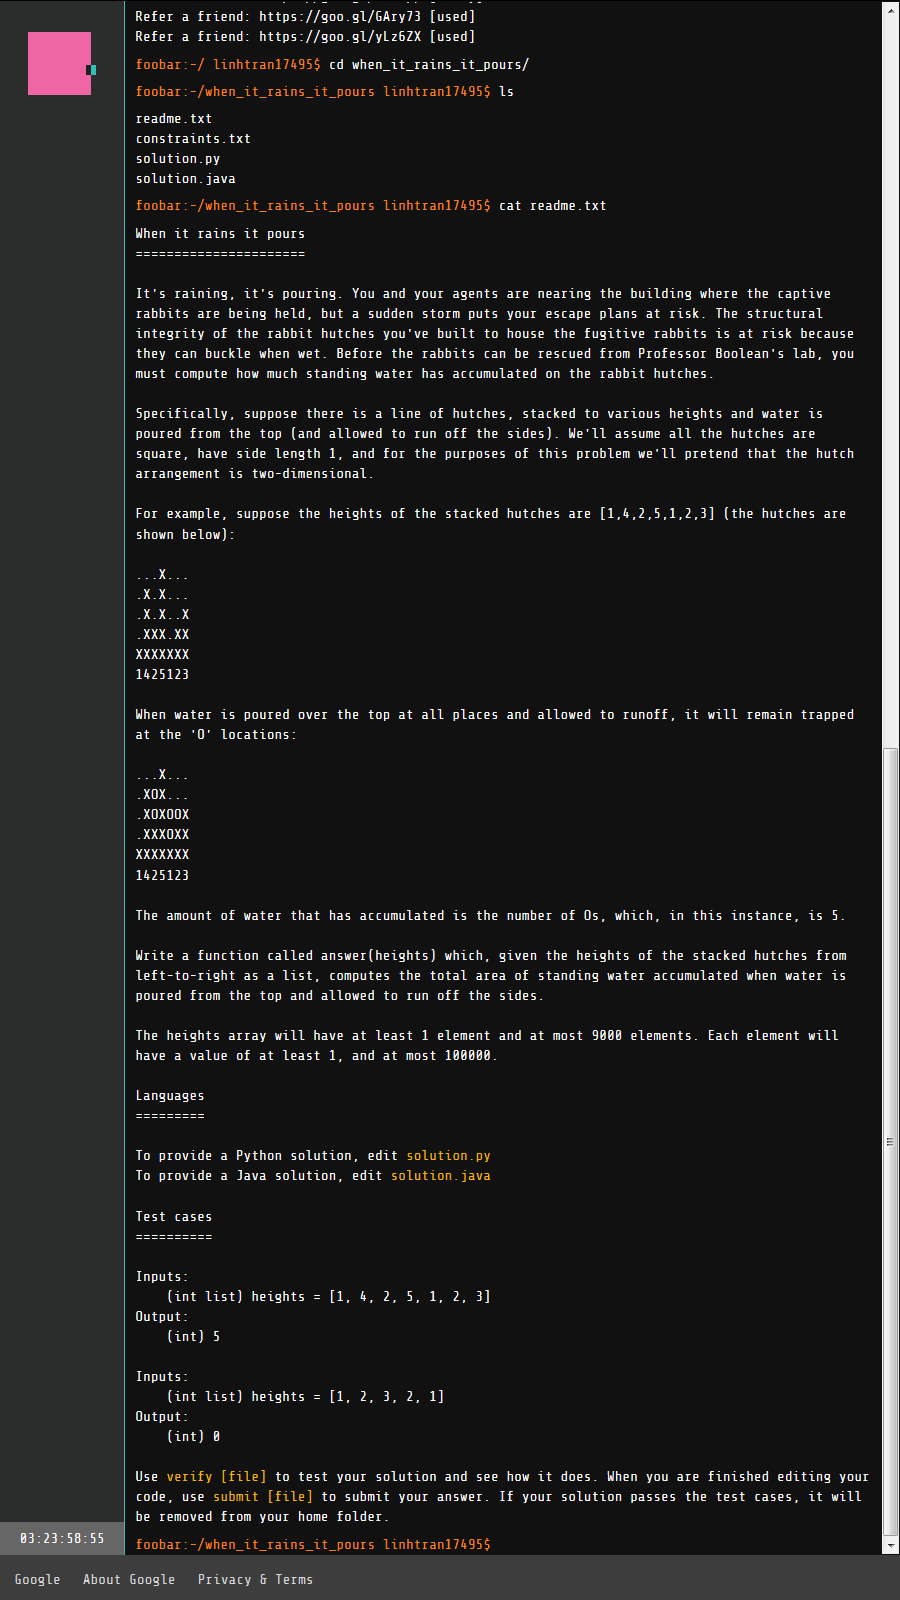 Refer a friend: https://goo.gl/GAry73 [used]
Refer a friend: https://goo.gl/yLz6ZX [used]
foobar:~/ linhtran17495$ cd when_it_rains_it_pours/
foobar:~/when_it_rains_it_pours linhtran17495$ ls
readme.txt
constraints.txt
solution.py
solution.java
foobar:~/when_it_rains_it_pours linhtran17495$ cat readme.txt
When it rains it pours
======================
It's raining, it's pouring. You and your agents are nearing the building where the captive
rabbits are being held, but a sudden storm puts your escape plans at risk. The structural
integrity of the rabbit hutches you've built to house the fugitive rabbits is at risk because
they can buckle when wet. Before the rabbits can be rescued from Professor Boolean's lab, you
must compute how much standing water has accumulated on the rabbit hutches.
Specifically, suppose there is a line of hutches, stacked to various heights and water is
poured from the top (and allowed to run off the sides). We'll assume all the hutches are
square, have side length 1, and for the purposes of this problem we'll pretend that the hutch
arrangement is two-dimensional.
For example, suppose the heights of the stacked hutches are [1,4,2,5,1,2,3] (the hutches are
shown below):
...X...
.X.X...
.X.X..X
.XXX.XX
XXXXXXX
1425123
When water is poured over the top at all places and allowed to runoff, it will remain trapped
at the 'O' locations:
...X...
.XOX...
.XOXOOX
.XXXOXX
XXXXXXX
1425123
The amount of water that has accumulated is the number of Os, which, in this instance, is 5.
Write a function called answer(heights) which, given the heights of the stacked hutches from
left-to-right as a list, computes the total area of standing water accumulated when water is
poured from the top and allowed to run off the sides.
The heights array will have at least 1 element and at most 9000 elements. Each element will
have a value of at least 1, and at most 100000.
Languages
=========
To provide a Python solution, edit solution.py
To provide a Java solution, edit solution.java
Test cases
==========
Inputs:
    (int list) heights = [1, 4, 2, 5, 1, 2, 3]
Output:
    (int) 5
Inputs:
    (int list) heights = [1, 2, 3, 2, 1]
Output:
    (int) 0
Use verify [file] to test your solution and see how it does. When you are finished editing your
code, use submit [file] to submit your answer. If your solution passes the test cases, it will
be removed from your home folder.
03:23:58:55
foobar:~/when_it_rains_it_pours linhtran17495$
Google About Google Privacy & Terms